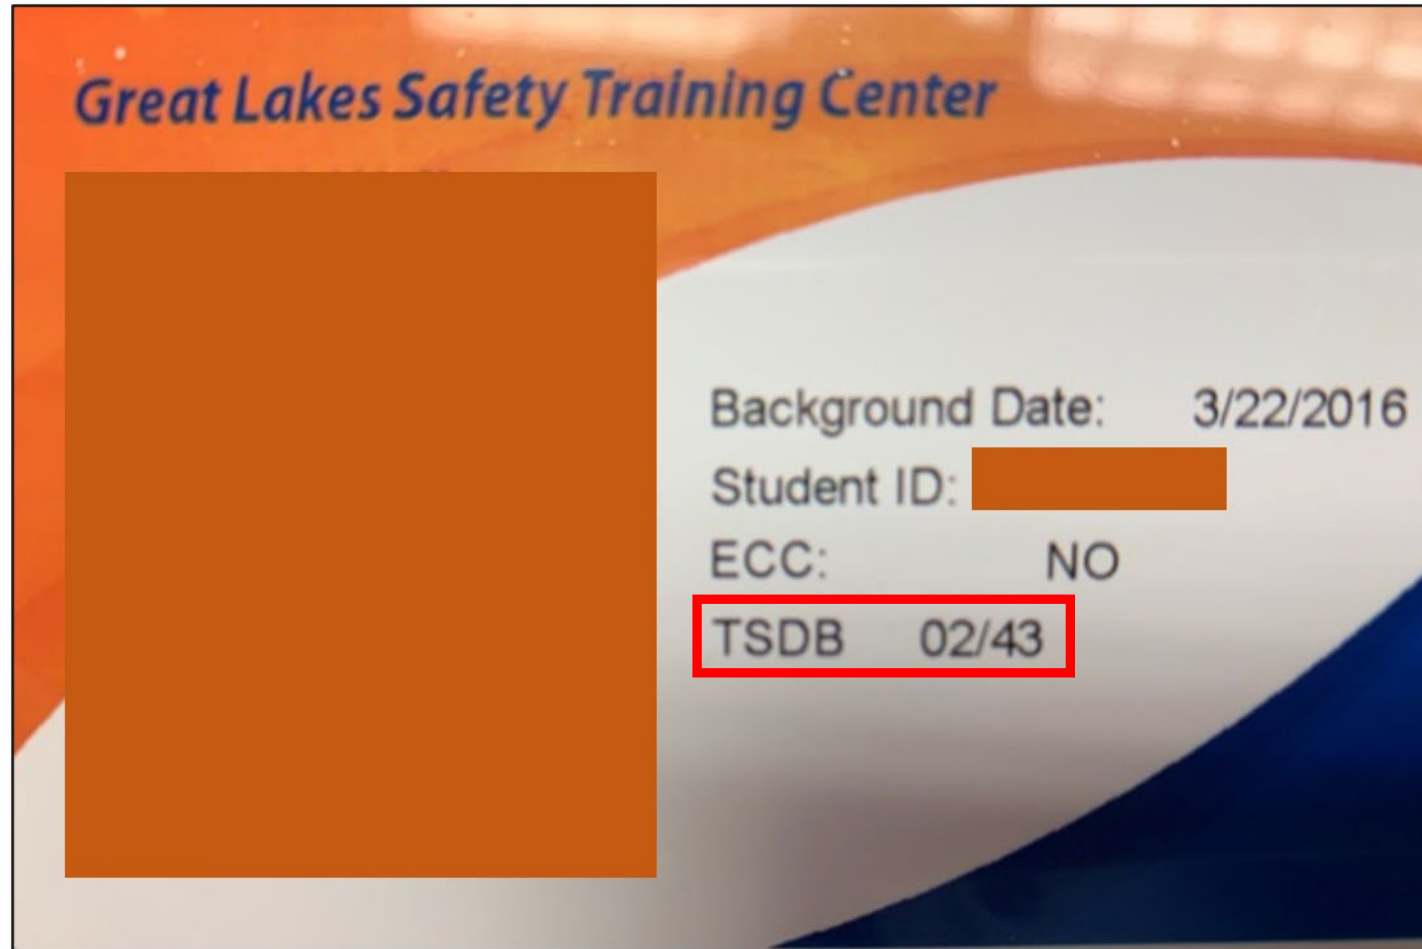 Great Lakes Safety Training Center
Background Date: 3/22/2016
Student ID:
ECC: NO
TSDB 02/43